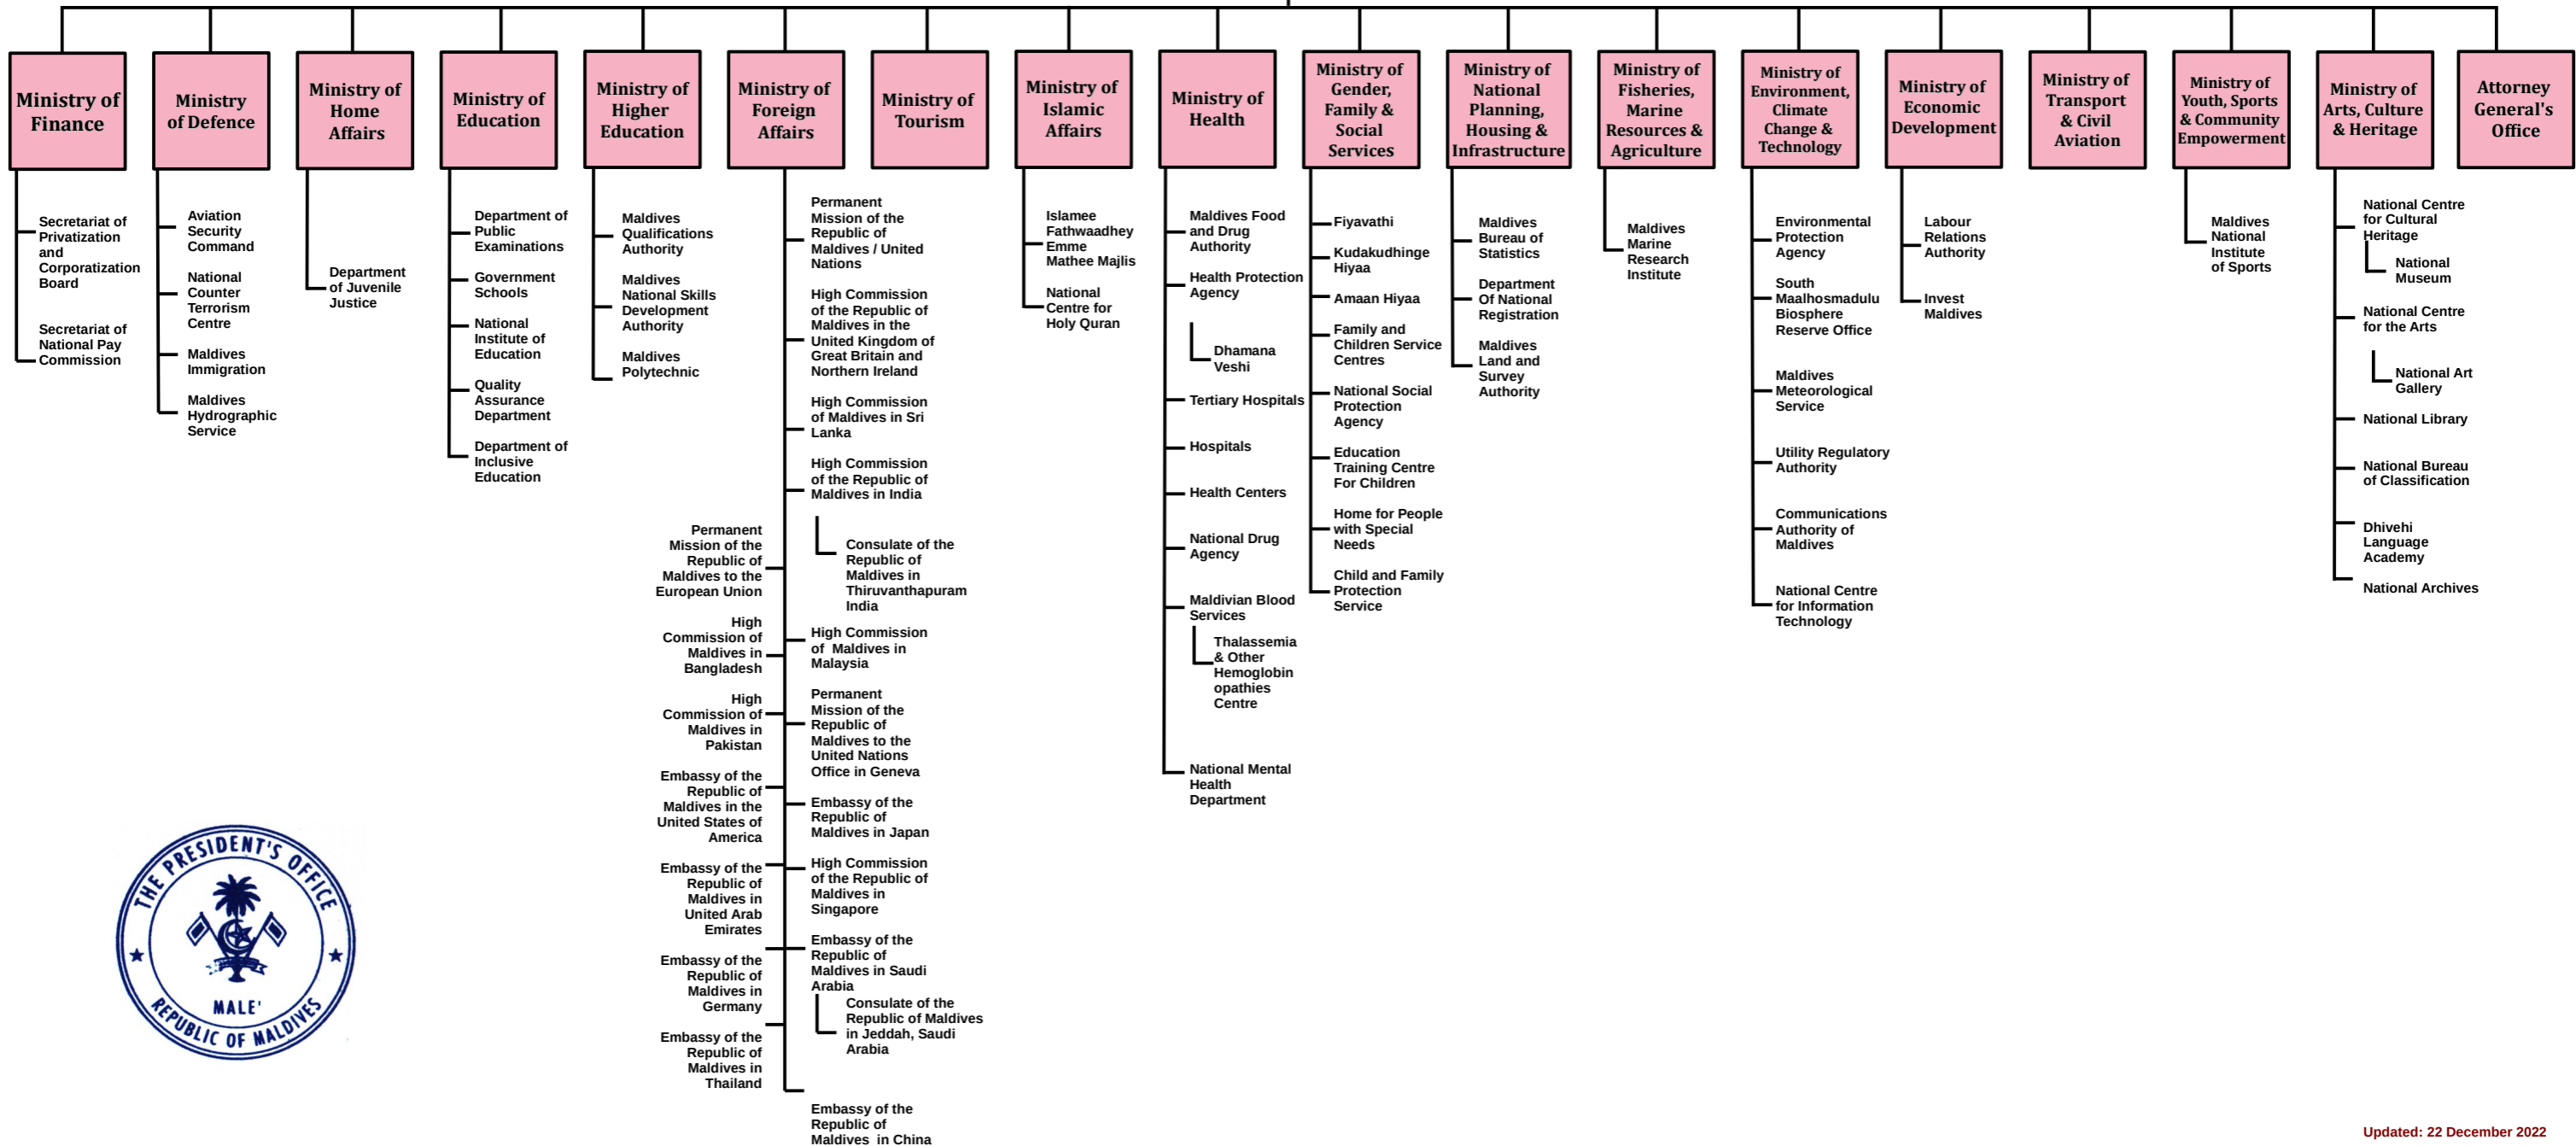 Ministry of
Finance
Secretariat of
Privatization
and
Corporatization
Board
Secretariat of
National Pay
Commission
Ministry
of Defence
Aviation
Security
Command
National
Counter
Terrorism
Centre
Maldives
Immigration
Maldives
Hydrographic
Service
Ministry of
Home
Affairs
Department
of Juvenile
Justice
Ministry of
Education
Department of
Public
Examinations
Government
Schools
National
Institute of
Education
Quality
Assurance
Department
Department of
Inclusive
Education
Ministry of
Higher
Education
Maldives
Qualifications
Authority
Maldives
National Skills
Development
Authority
Maldives
Polytechnic
Ministry of
Foreign
Affairs
Permanent
Mission of the
Republic of
Maldives / United
Nations
High Commission
of the Republic of
Maldives in the
United Kingdom of
Great Britain and
Northern Ireland
High Commission
of Maldives in Sri
Lanka
High Commission
of the Republic of
Maldives in India
Consulate of the
Republic of
Maldives in
Thiruvanthapuram
India
High Commission
of Maldives in
Malaysia
Permanent
Mission of the
Republic of
Maldives to the
United Nations
Office in Geneva
Embassy of the
Republic of
Maldives in Japan
High Commission
of the Republic of
Maldives in
Singapore
Embassy of the
Republic of
Maldives in Saudi
Arabia
Consulate of the
Republic of Maldives
in Jeddah, Saudi
Arabia
Embassy of the
Republic of
Maldives in China
Permanent
Mission of the
Republic of
Maldives to the
European Union
High
Commission of
Maldives in
Bangladesh
High
Commission of
Maldives in
Pakistan
Embassy of the
Republic of
Maldives in the
United States of
America
Embassy of the
Republic of
Maldives in
United Arab
Emirates
Embassy of the
Republic of
Maldives in
Germany
Embassy of the
Republic of
Maldives in
Thailand
Ministry of
Tourism
Ministry of
Islamic
Affairs
Islamee
Fathwaadhey
Emme
Mathee Majlis
National
Centre for
Holy Quran
Ministry of
Health
Maldives Food
and Drug
Authority
Health Protection
Agency
Dhamana
Veshi
Tertiary Hospitals
Hospitals
Health Centers
National Drug
Agency
Maldivian Blood
Services
Thalassemia
& Other
Hemoglobin
opathies
Centre
National Mental
Health
Department
Ministry of
Gender,
Family &
Social
Services
Fiyavathi
Kudakudhinge
Hiyaa
Amaan Hiyaa
Family and
Children Service
Centres
National Social
Protection
Agency
Education
Training Centre
For Children
Home for People
with Special
Needs
Child and Family
Protection
Service
Ministry of
National
Planning,
Housing &
Infrastructure
Maldives
Bureau of
Statistics
Department
Of National
Registration
Maldives
Land and
Survey
Authority
Ministry of
Fisheries,
Marine
Resources &
Agriculture
Maldives
Marine
Research
Institute
Ministry of
Environment,
Climate
Change &
Technology
Environmental
Protection
Agency
South
Maalhosmadulu
Biosphere
Reserve Office
Maldives
Meteorological
Service
Utility Regulatory
Authority
Communications
Authority of
Maldives
National Centre
for Information
Technology
Ministry of
Economic
Development
Labour
Relations
Authority
Invest
Maldives
Ministry of
Transport
& Civil
Aviation
Ministry of
Youth, Sports
& Community
Empowerment
Maldives
National
Institute
of Sports
Ministry of
Arts, Culture
& Heritage
National Centre
for Cultural
Heritage
National
Museum
National Centre
for the Arts
National Art
Gallery
National Library
National Bureau
of Classification
Dhivehi
Language
Academy
National Archives
Attorney
General's
Office
THE PRESIDENT'S OFFICE
MALE'
REPUBLIC OF MALDIVES
Updated: 22 December 2022